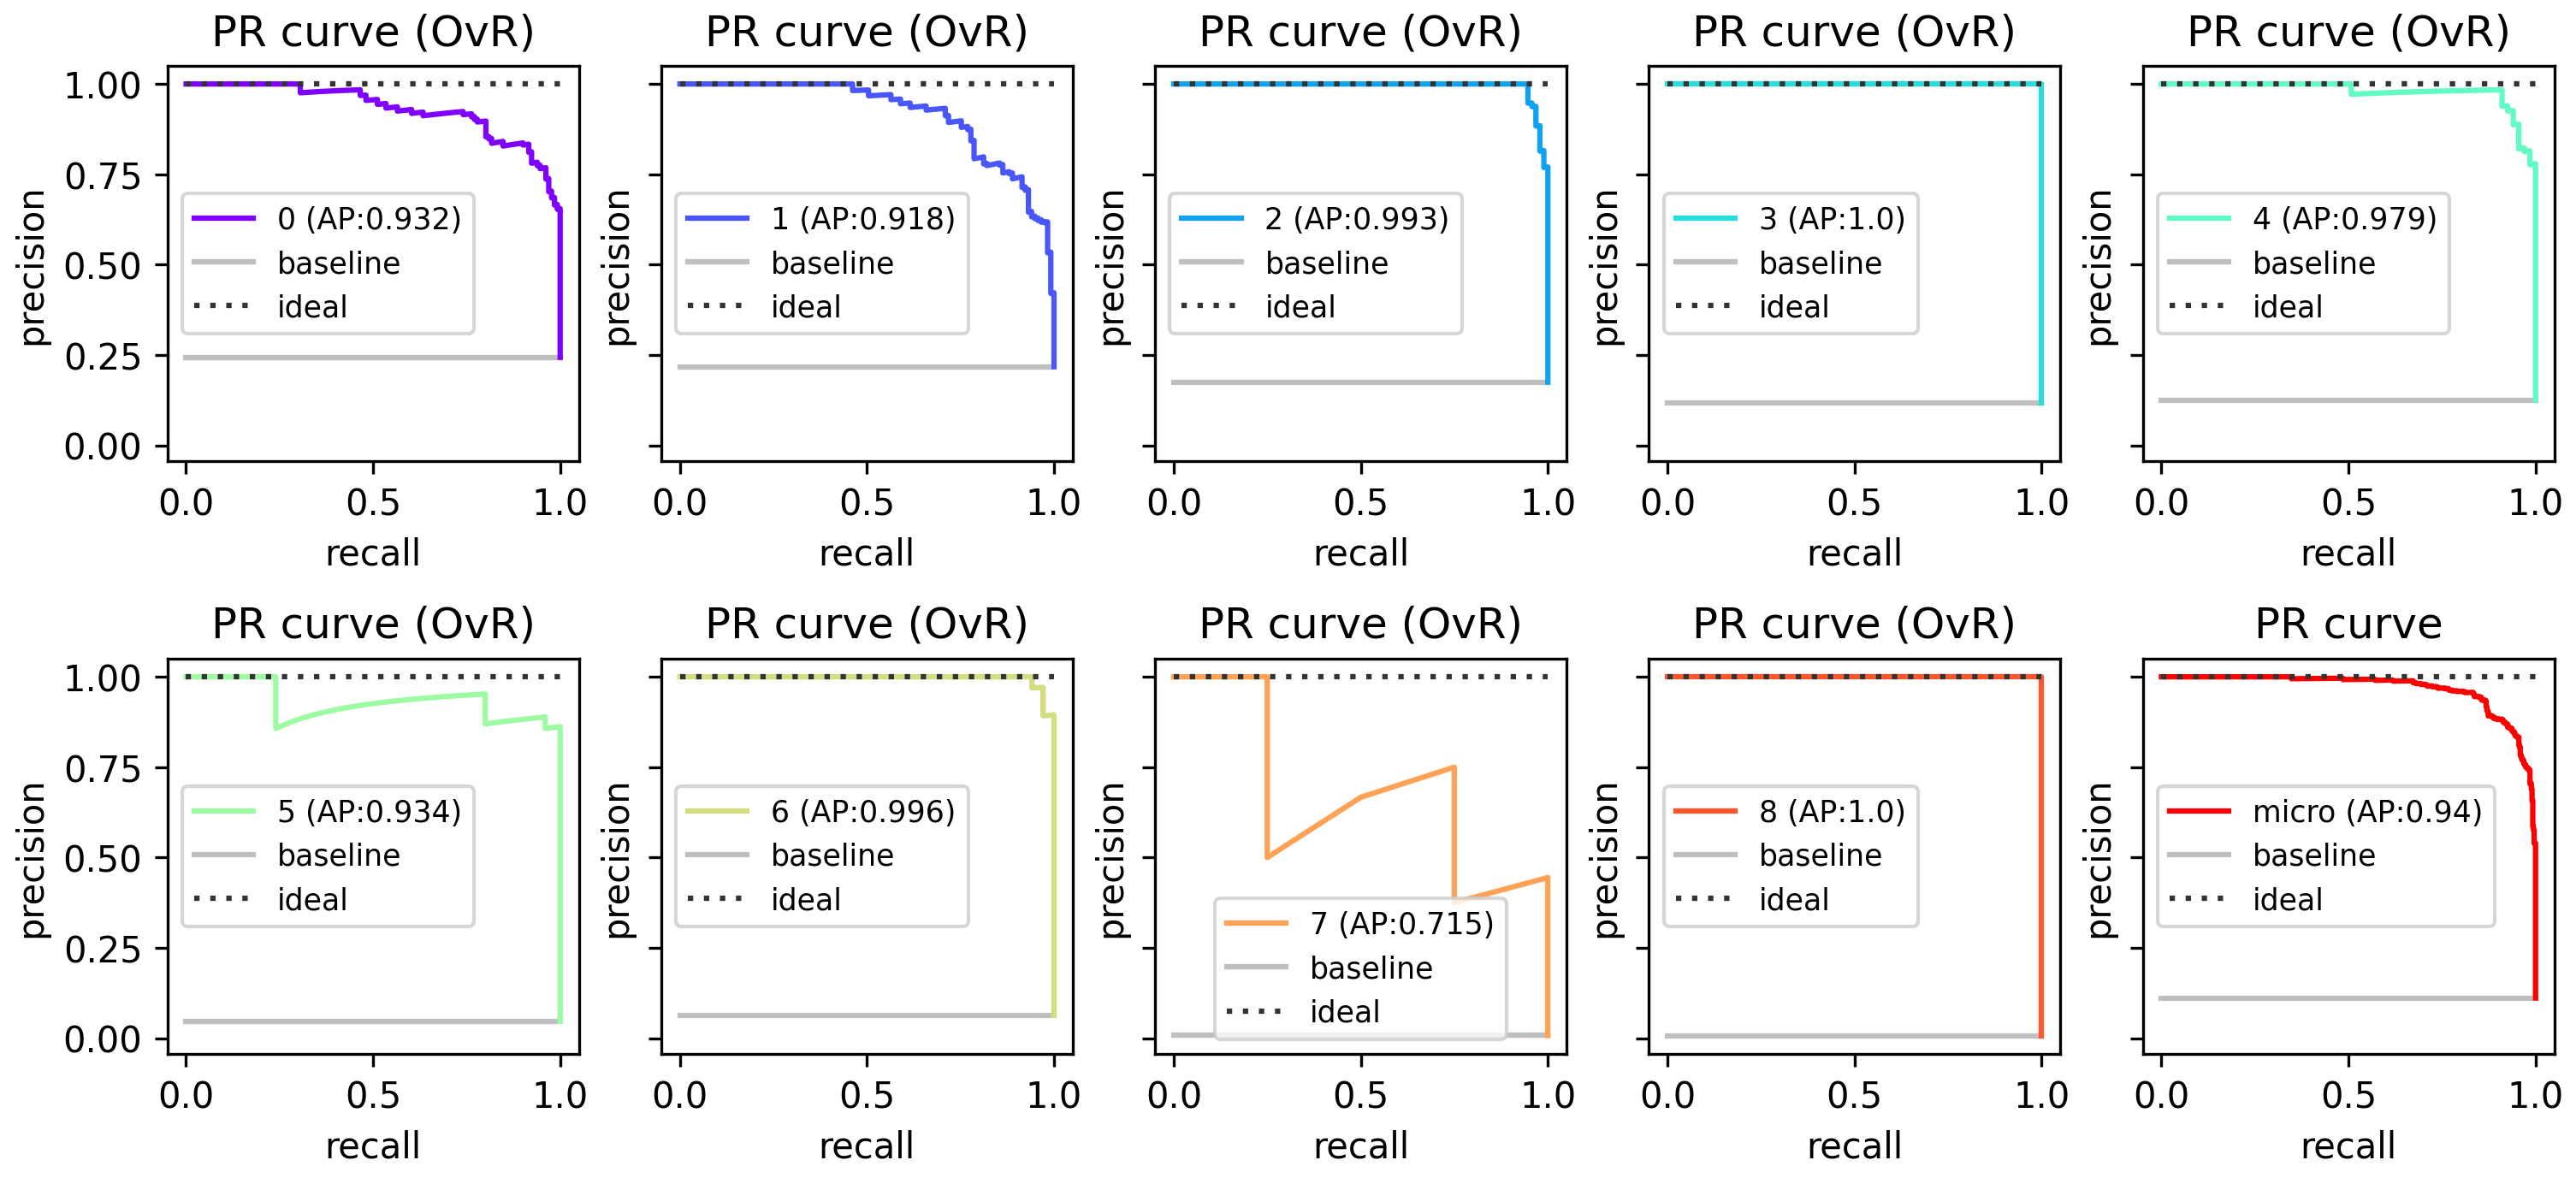 PR curve (OvR) PR curve (OvR) PR curve (OvR) PR curve (OvR) PR curve (OvR)
precision
1.00
0.75
0.50
0.25
0.00
0 (AP:0.932)
baseline
ideal
0.0 0.5 1.0
recall
precision
1 (AP:0.918)
baseline
ideal
0.0 0.5 1.0
recall
precision
2 (AP:0.993)
baseline
ideal
0.0 0.5 1.0
recall
precision
3 (AP:1.0)
baseline
ideal
0.0 0.5 1.0
recall
precision
4 (AP:0.979)
baseline
ideal
0.0 0.5 1.0
recall
PR curve (OvR) PR curve (OvR) PR curve (OvR) PR curve (OvR) PR curve
precision
1.00
0.75
0.50
0.25
0.00
5 (AP:0.934)
baseline
ideal
0.0 0.5 1.0
recall
precision
6 (AP:0.996)
baseline
ideal
0.0 0.5 1.0
recall
precision
7 (AP:0.715)
baseline
ideal
0.0 0.5 1.0
recall
precision
8 (AP:1.0)
baseline
ideal
0.0 0.5 1.0
recall
precision
micro (AP:0.94)
baseline
ideal
0.0 0.5 1.0
recall